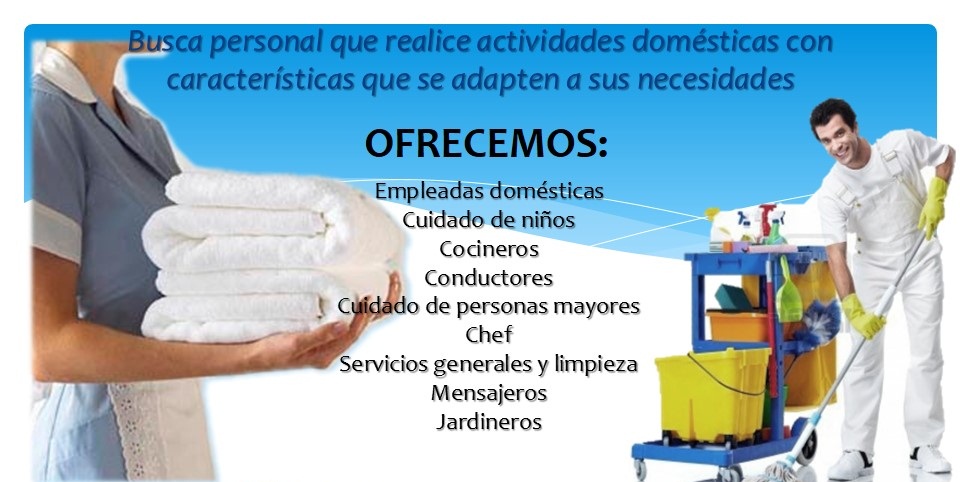 Busca personal que realice actividades domésticas con
características que se adapten a sus necesidades
OFRECEMOS:
Empleadas domésticas
Cuidado de niños
Cocineros
Conductores
Cuidado de personas mayores
Chef
Servicios generales y limpieza
Mensajeros
Jardineros